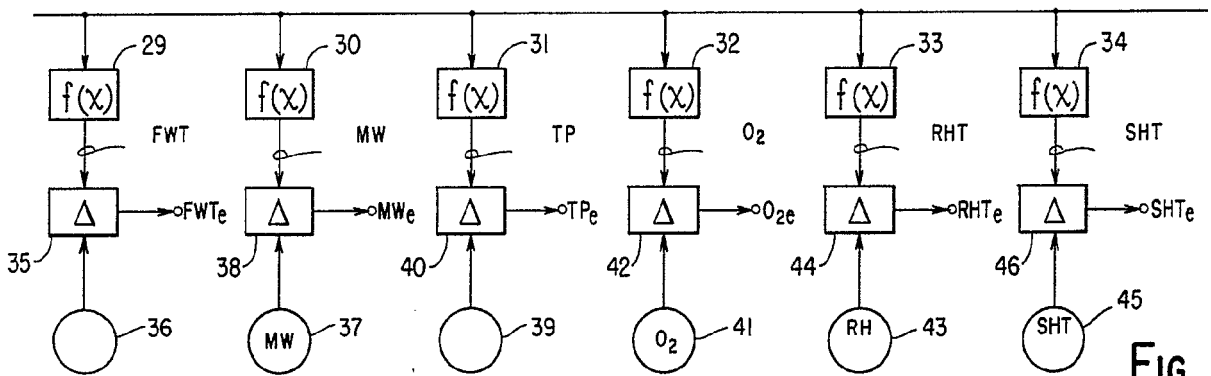 29 30 31 32 33 34
f(x) f(x) f(x) f(x) f(x) f(x)
FWT MW TP O₂ RHT SHT
Δ FWTe Δ MWe Δ TPe Δ O₂e Δ RHTe Δ SHTe
35 38 40 42 44 46
36 MW 37 39 O₂ 41 RH 43 SHT 45
FIG